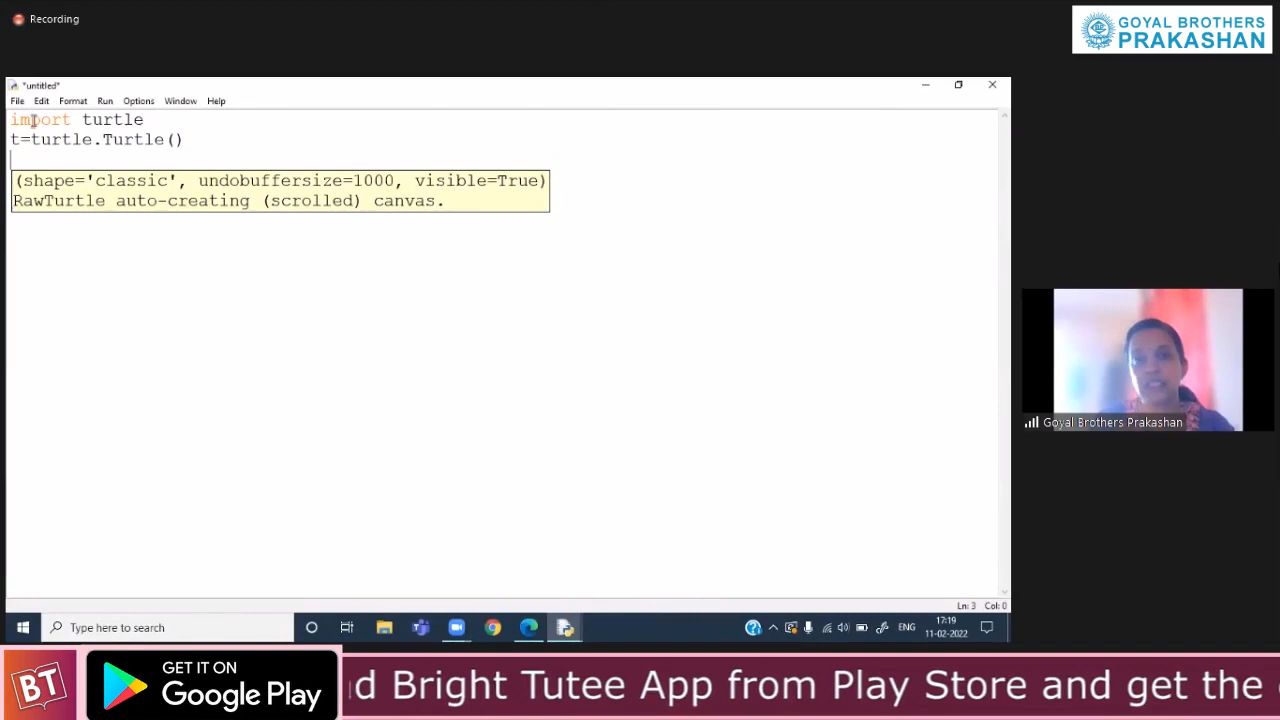 Recording
GOYAL BROTHERS
PRAKASHAN
*untitled*
File Edit Format Run Options Window Help
import turtle
t=turtle.Turtle()
(shape='classic', undobuffersize=1000, visible=True)
RawTurtle auto-creating (scrolled) canvas.
Goyal Brothers Prakashan
Ln: 3 Col: 0
Type here to search
ENG
17:19
11-02-2022
BT
GET IT ON
Google Play
d Bright Tutee App from Play Store and get the